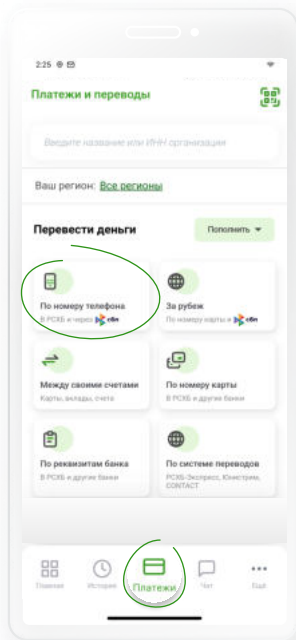 2:25
Платежи и переводы
Введите название или ИНН организации
Ваш регион: Все регионы
Перевести деньги
Пополнить
По номеру телефона
В РСХБ и через сбп
За рубеж
По номеру карты и сбп
Между своими счетами
Карты, вклады, счета
По номеру карты
В РСХБ и другие банки
По реквизитам банка
В РСХБ и другие банки
По системе переводов
РСХБ-Экспресс, Юнистрим,
CONTACT
Главная
История
Платежи
Чат
Ещё